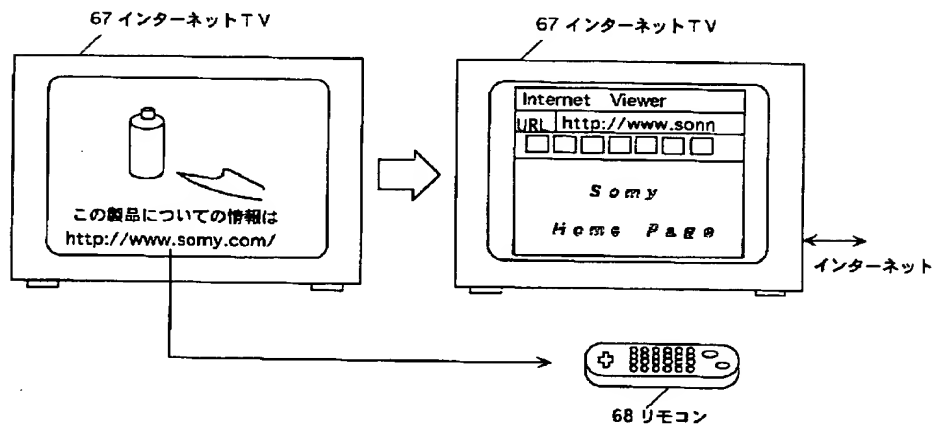 67 インターネットTV
この製品についての情報は
http://www.somy.com/
67 インターネットTV
Internet Viewer
URL http://www.sonn
Somy
Home Page
インターネット
68 リモコン